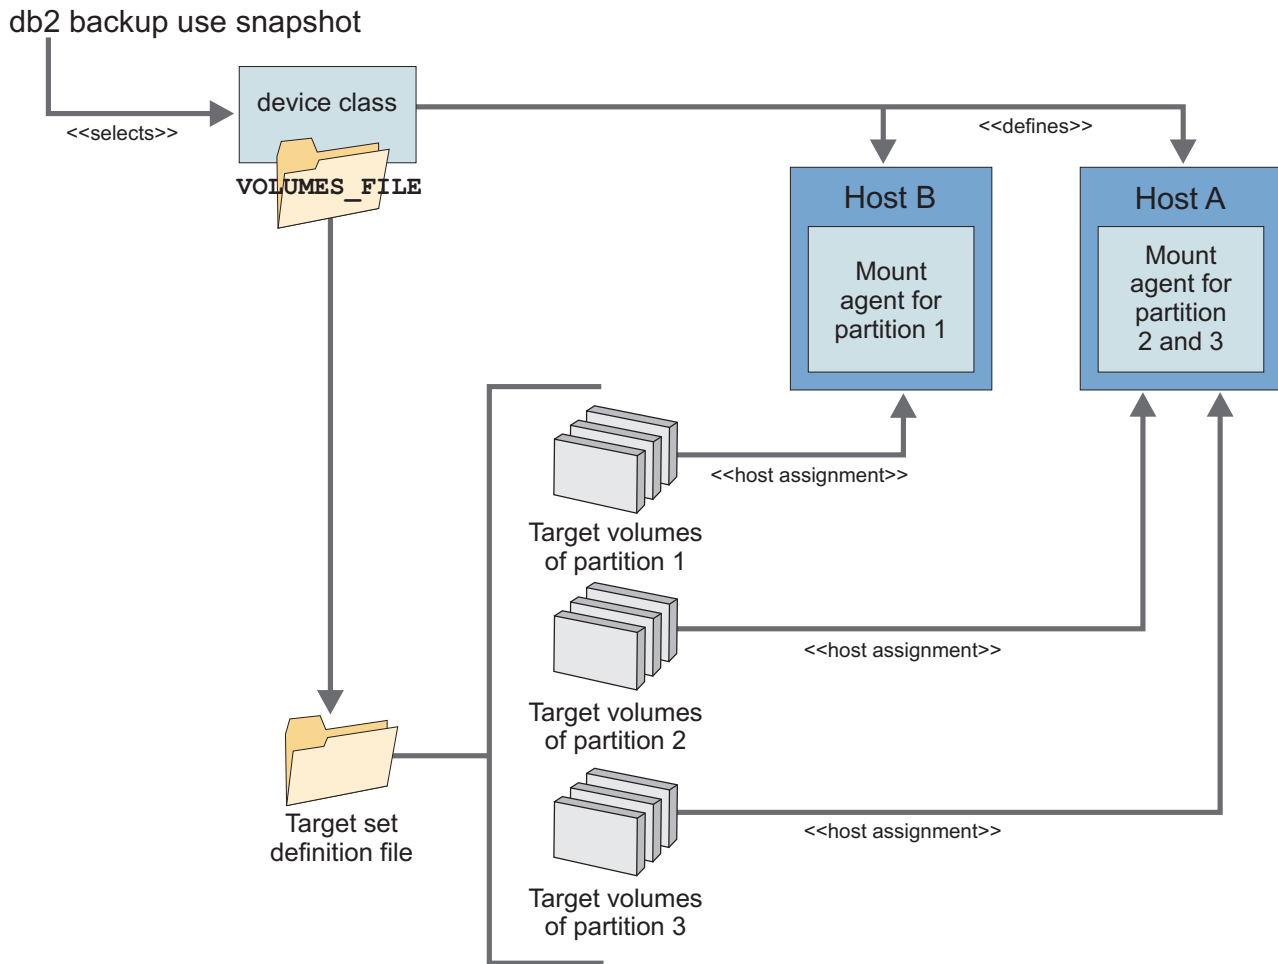 db2 backup use snapshot
device class
<<selects>>
<<defines>>
VOLUMES_FILE
Host B
Host A
Mount
agent for
partition 1
Mount
agent for
partition
2 and 3
<<host assignment>>
Target volumes
of partition 1
<<host assignment>>
Target volumes
of partition 2
Target set
definition file
<<host assignment>>
Target volumes
of partition 3